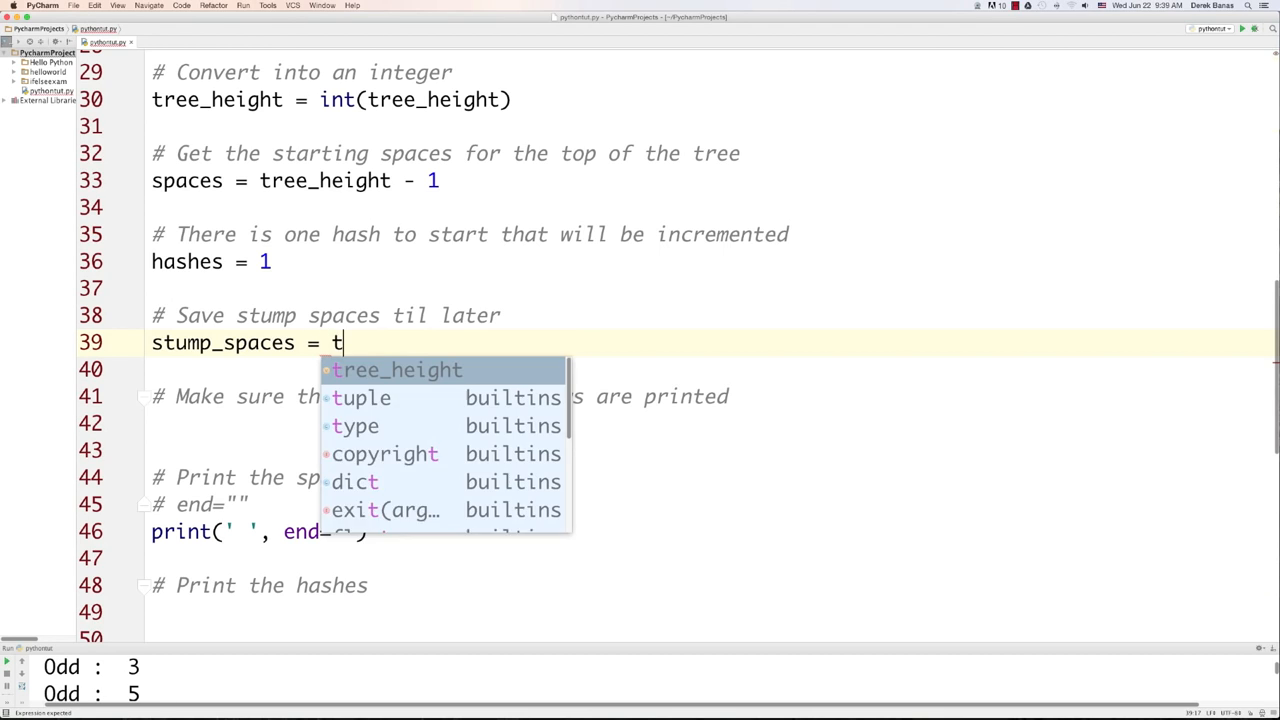 PyCharm File Edit View Navigate Code Refactor Run Tools VCS Window Help 10 Wed Jun 22 9:39 AM Derek Banas
pythontut.py - PycharmProjects - [~/PycharmProjects]
PycharmProjects pythontut.py pythontut
pythontut.py
PycharmProject
Hello Python
helloworld
ifelseexam
pythontut.py
External Librarie
29 # Convert into an integer
30 tree_height = int(tree_height)
31
32 # Get the starting spaces for the top of the tree
33 spaces = tree_height - 1
34
35 # There is one hash to start that will be incremented
36 hashes = 1
37
38 # Save stump spaces til later
39 stump_spaces = t
40 tree_height
tuple builtins
41 # Make sure th s are printed
42 type builtins
43 copyright builtins
44 # Print the sp dict builtins
45 # end="" exit(arg… builtins
46 print(' ', end= )
47
48 # Print the hashes
49
50
Run pythontut
Odd : 3
Odd : 5
Expression expected 39:17 LF÷ UTF-8÷